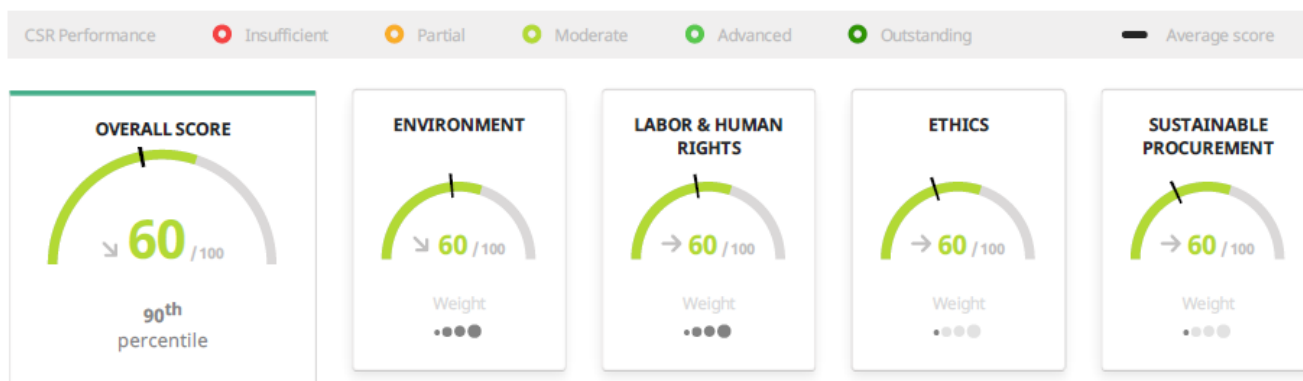 CSR Performance Insufficient Partial Moderate Advanced Outstanding Average score
OVERALL SCORE
60 / 100
90th
percentile
ENVIRONMENT
60 / 100
Weight
LABOR & HUMAN
RIGHTS
60 / 100
Weight
ETHICS
60 / 100
Weight
SUSTAINABLE
PROCUREMENT
60 / 100
Weight